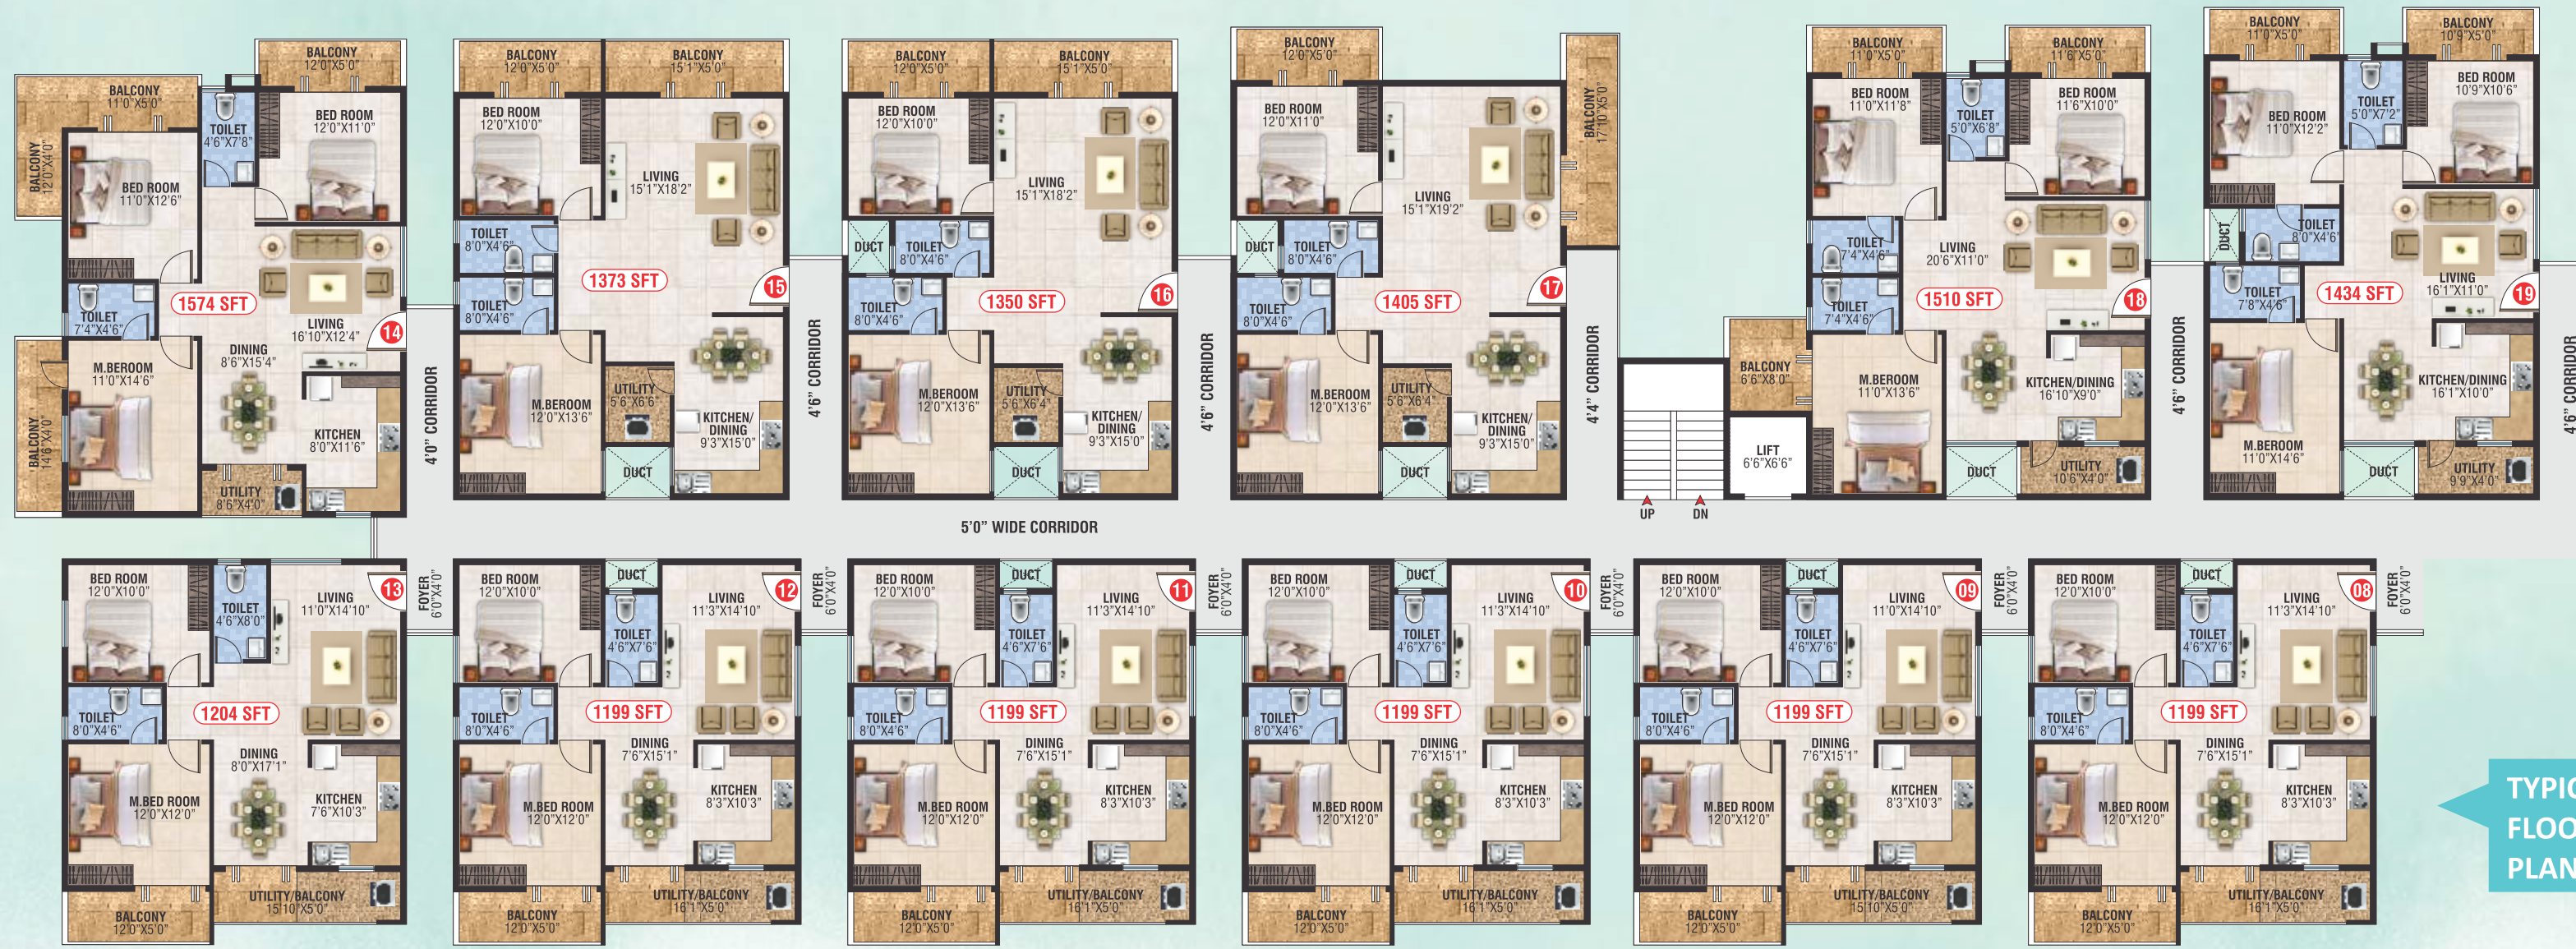 BALCONY
12'0"X5'0"
BALCONY
11'0"X5'0"
BALCONY
12'0"X4'0"
TOILET
4'6"X7'8"
BED ROOM
12'0"X11'0"
BED ROOM
11'0"X12'6"
1574 SFT
TOILET
7'4"X4'6"
LIVING
16'10"X12'4"
14
DINING
8'6"X15'4"
M.BEROOM
11'0"X14'6"
BALCONY
14'6"X4'0"
KITCHEN
8'0"X11'6"
UTILITY
8'6"X4'0"
4'0" CORRIDOR
BALCONY
12'0"X5'0"
BALCONY
15'1"X5'0"
BED ROOM
12'0"X10'0"
LIVING
15'1"X18'2"
TOILET
8'0"X4'6"
1373 SFT
15
TOILET
8'0"X4'6"
M.BEROOM
12'0"X13'6"
UTILITY
5'6"X6'6"
KITCHEN/
DINING
9'3"X15'0"
DUCT
4'6" CORRIDOR
BALCONY
12'0"X5'0"
BALCONY
15'1"X5'0"
BED ROOM
12'0"X10'0"
LIVING
15'1"X18'2"
DUCT
TOILET
8'0"X4'6"
1350 SFT
16
TOILET
8'0"X4'6"
M.BEROOM
12'0"X13'6"
UTILITY
5'6"X6'4"
KITCHEN/
DINING
9'3"X15'0"
DUCT
4'6" CORRIDOR
BALCONY
12'0"X5'0"
BALCONY
17'10"X5'0"
BED ROOM
12'0"X11'0"
LIVING
15'1"X19'2"
DUCT
TOILET
8'0"X4'6"
1405 SFT
17
TOILET
8'0"X4'6"
M.BEROOM
12'0"X13'6"
UTILITY
5'6"X6'4"
KITCHEN/
DINING
9'3"X15'0"
DUCT
4'4" CORRIDOR
UP
DN
LIFT
6'6"X6'6"
BALCONY
6'6"X8'0"
BALCONY
11'0"X5'0"
BALCONY
11'6"X5'0"
BED ROOM
11'0"X11'8"
TOILET
5'0"X6'8"
BED ROOM
11'6"X10'0"
TOILET
7'4"X4'6"
LIVING
20'6"X11'0"
1510 SFT
18
TOILET
7'4"X4'6"
M.BEROOM
11'0"X13'6"
KITCHEN/DINING
16'10"X9'0"
DUCT
UTILITY
10'6"X4'0"
4'6" CORRIDOR
BALCONY
11'0"X5'0"
BALCONY
10'9"X5'0"
BED ROOM
11'0"X12'2"
TOILET
5'0"X7'2"
BED ROOM
10'9"X10'6"
DUCT
TOILET
8'0"X4'6"
TOILET
7'8"X4'6"
1434 SFT
LIVING
16'1"X11'0"
19
KITCHEN/DINING
16'1"X10'0"
M.BEROOM
11'0"X14'6"
DUCT
UTILITY
9'9"X4'0"
4'6" CORRIDOR
5'0" WIDE CORRIDOR
BED ROOM
12'0"X10'0"
TOILET
4'6"X8'0"
LIVING
11'0"X14'10"
13
TOILET
8'0"X4'6"
1204 SFT
DINING
8'0"X17'1"
M.BED ROOM
12'0"X12'0"
KITCHEN
7'6"X10'3"
UTILITY/BALCONY
15'10"X5'0"
BALCONY
12'0"X5'0"
FOYER
6'0"X4'0"
BED ROOM
12'0"X10'0"
DUCT
TOILET
4'6"X7'6"
LIVING
11'3"X14'10"
12
TOILET
8'0"X4'6"
1199 SFT
DINING
7'6"X15'1"
M.BED ROOM
12'0"X12'0"
KITCHEN
8'3"X10'3"
UTILITY/BALCONY
16'1"X5'0"
BALCONY
12'0"X5'0"
FOYER
6'0"X4'0"
BED ROOM
12'0"X10'0"
DUCT
TOILET
4'6"X7'6"
LIVING
11'3"X14'10"
11
TOILET
8'0"X4'6"
1199 SFT
DINING
7'6"X15'1"
M.BED ROOM
12'0"X12'0"
KITCHEN
8'3"X10'3"
UTILITY/BALCONY
16'1"X5'0"
BALCONY
12'0"X5'0"
FOYER
6'0"X4'0"
BED ROOM
12'0"X10'0"
DUCT
TOILET
4'6"X7'6"
LIVING
11'3"X14'10"
10
TOILET
8'0"X4'6"
1199 SFT
DINING
7'6"X15'1"
M.BED ROOM
12'0"X12'0"
KITCHEN
8'3"X10'3"
UTILITY/BALCONY
16'1"X5'0"
BALCONY
12'0"X5'0"
FOYER
6'0"X4'0"
BED ROOM
12'0"X10'0"
DUCT
TOILET
4'6"X7'6"
LIVING
11'0"X14'10"
09
TOILET
8'0"X4'6"
1199 SFT
DINING
7'6"X15'1"
M.BED ROOM
12'0"X12'0"
KITCHEN
8'3"X10'3"
UTILITY/BALCONY
15'10"X5'0"
BALCONY
12'0"X5'0"
FOYER
6'0"X4'0"
BED ROOM
12'0"X10'0"
DUCT
TOILET
4'6"X7'6"
LIVING
11'3"X14'10"
08
TOILET
8'0"X4'6"
1199 SFT
DINING
7'6"X15'1"
M.BED ROOM
12'0"X12'0"
KITCHEN
8'3"X10'3"
UTILITY/BALCONY
16'1"X5'0"
BALCONY
12'0"X5'0"
FOYER
6'0"X4'0"
TYPIC
FLOO
PLAN